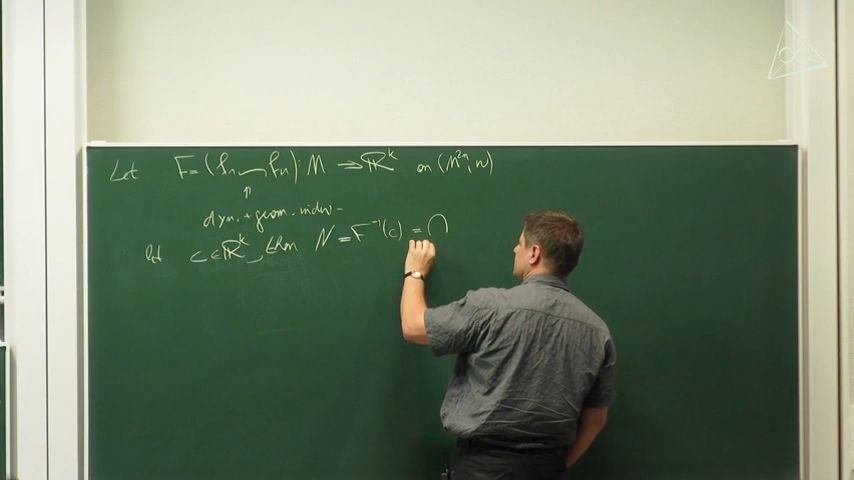 Let F = (f₁, ..., fₖ) : M → ℝᵏ on (M²ⁿ, ω)
dyn. + geom. indep.
let c ∈ ℝᵏ, then N = F⁻¹(c) = ∩